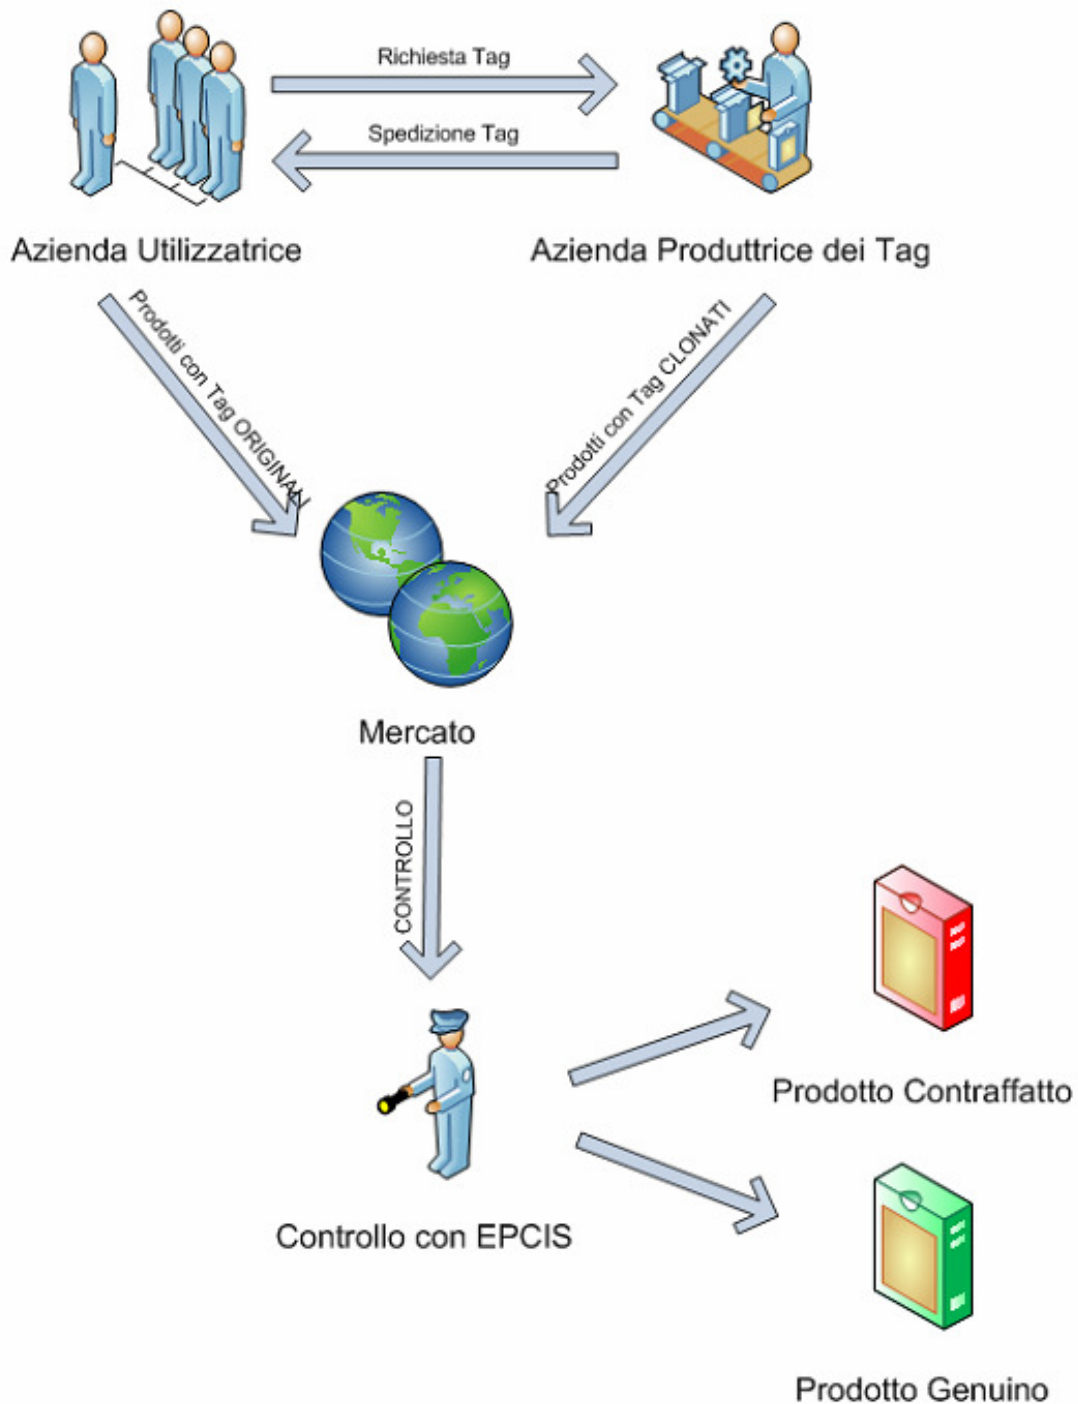 Richiesta Tag
Spedizione Tag
Azienda Utilizzatrice
Azienda Produttrice dei Tag
Prodotti con Tag ORIGINALI
Prodotti con Tag CLONATI
Mercato
CONTROLLO
Prodotto Contraffatto
Controllo con EPCIS
Prodotto Genuino